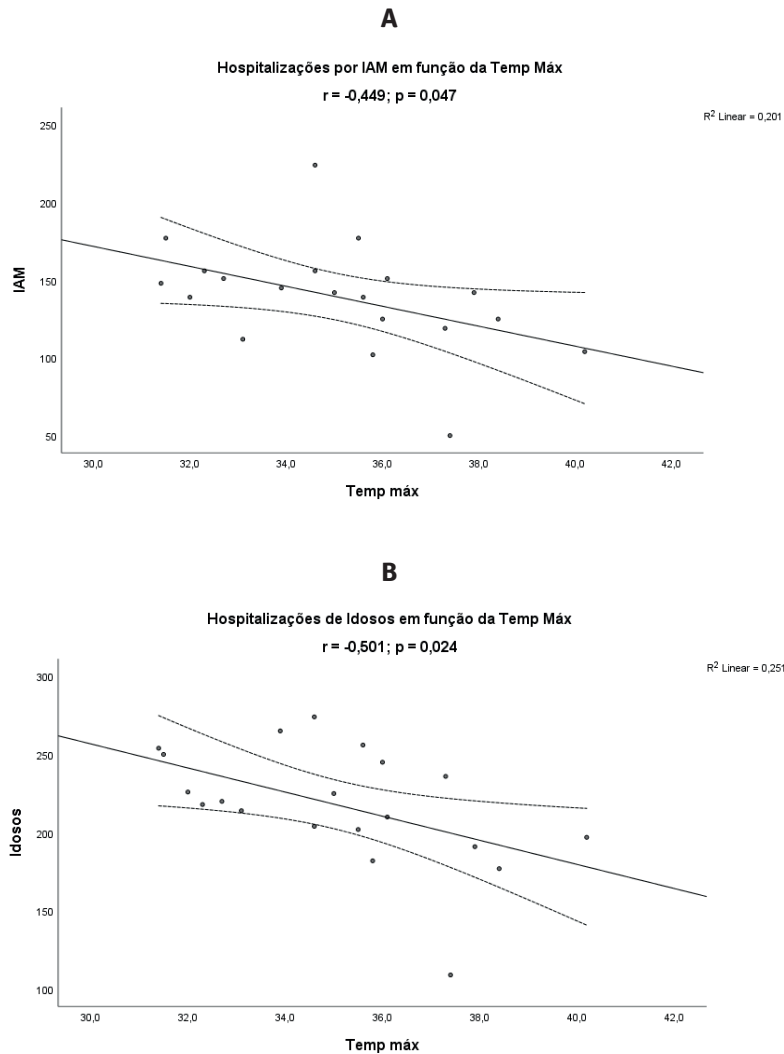 A
Hospitalizações por IAM em função da Temp Máx
r = -0,449; p = 0,047
R² Linear = 0,201
250
200
150
100
50
IAM
30,0 32,0 34,0 36,0 38,0 40,0 42,0
Temp máx
B
Hospitalizações de Idosos em função da Temp Máx
r = -0,501; p = 0,024
R² Linear = 0,251
300
250
200
150
100
Idosos
30,0 32,0 34,0 36,0 38,0 40,0 42,0
Temp máx